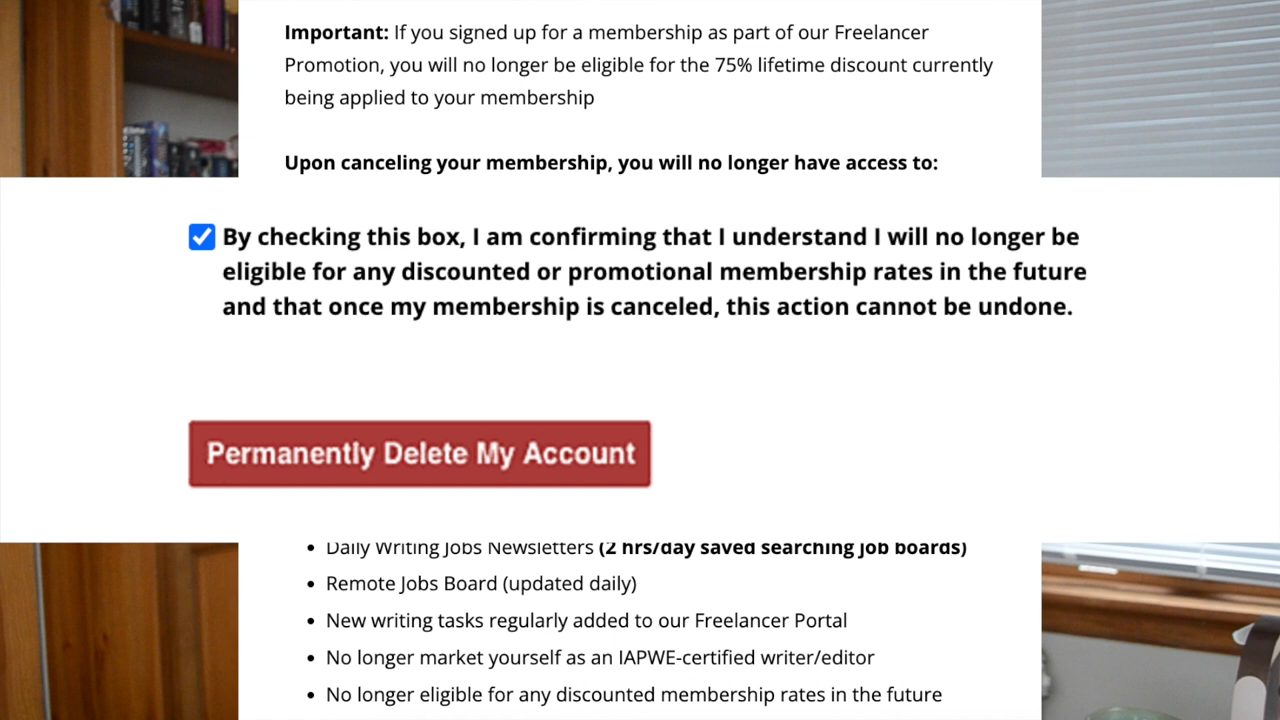 Important: If you signed up for a membership as part of our Freelancer
Promotion, you will no longer be eligible for the 75% lifetime discount currently
being applied to your membership
Upon canceling your membership, you will no longer have access to:
By checking this box, I am confirming that I understand I will no longer be
eligible for any discounted or promotional membership rates in the future
and that once my membership is canceled, this action cannot be undone.
Permanently Delete My Account
• Daily Writing Jobs Newsletters (2 hrs/day saved searching job boards)
• Remote Jobs Board (updated daily)
• New writing tasks regularly added to our Freelancer Portal
• No longer market yourself as an IAPWE-certified writer/editor
• No longer eligible for any discounted membership rates in the future